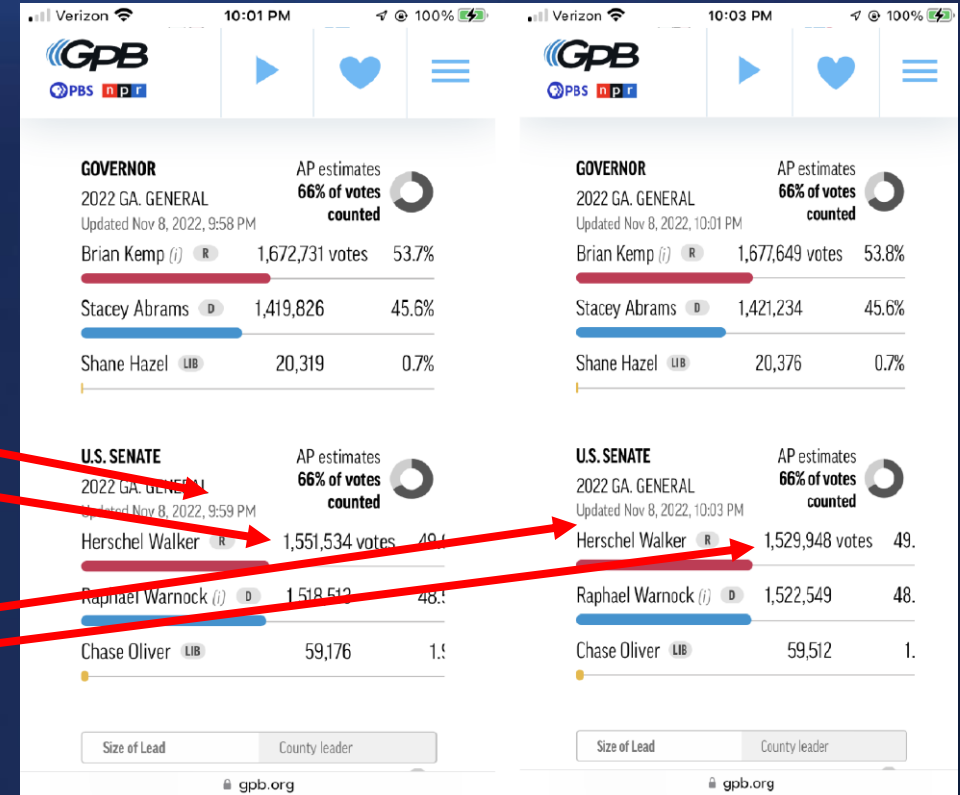 Verizon 10:01 PM 100%
GPB
PBS npr
GOVERNOR
2022 GA. GENERAL
Updated Nov 8, 2022, 9:58 PM
AP estimates
66% of votes
counted
Brian Kemp (i) R 1,672,731 votes 53.7%
Stacey Abrams D 1,419,826 45.6%
Shane Hazel LIB 20,319 0.7%
U.S. SENATE
2022 GA. GENERAL
Updated Nov 8, 2022, 9:59 PM
AP estimates
66% of votes
counted
Herschel Walker R 1,551,534 votes
Raphael Warnock (i) D 1,518,513 48.5
Chase Oliver LIB 59,176 1.9
Size of Lead County leader
gpb.org
Verizon 10:03 PM 100%
GPB
PBS npr
GOVERNOR
2022 GA. GENERAL
Updated Nov 8, 2022, 10:01 PM
AP estimates
66% of votes
counted
Brian Kemp (i) R 1,677,649 votes 53.8%
Stacey Abrams D 1,421,234 45.6%
Shane Hazel LIB 20,376 0.7%
U.S. SENATE
2022 GA. GENERAL
Updated Nov 8, 2022, 10:03 PM
AP estimates
66% of votes
counted
Herschel Walker R 1,529,948 votes 49.
Raphael Warnock (i) D 1,522,549 48.
Chase Oliver LIB 59,512 1.
Size of Lead County leader
gpb.org